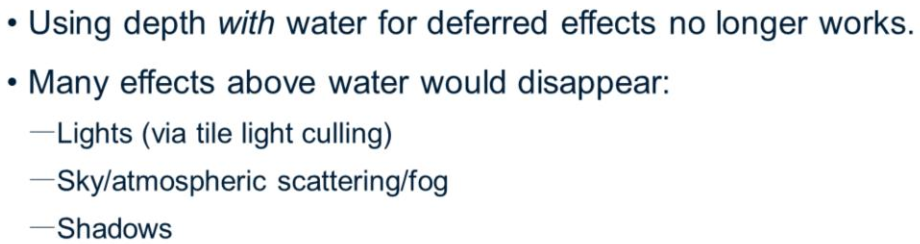 • Using depth with water for deferred effects no longer works.
• Many effects above water would disappear:
—Lights (via tile light culling)
—Sky/atmospheric scattering/fog
—Shadows